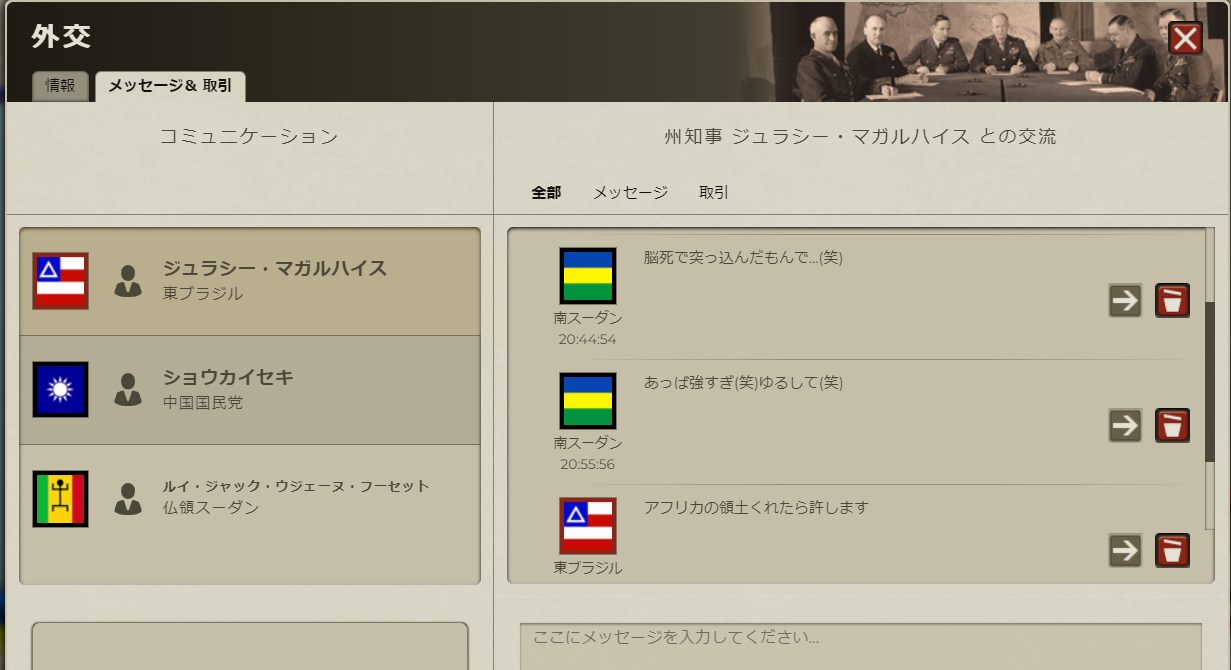 外交
情報
メッセージ& 取引
コミュニケーション
ジュラシー・マガルハイス
東ブラジル
ショウカイセキ
中国国民党
ルイ・ジャック・ウジェーヌ・フーセット
仏領スーダン
州知事 ジュラシー・マガルハイス との交流
全部 メッセージ 取引
脳死で突っ込んだもんで...(笑)
南スーダン
20:44:54
あっぱ強すぎ(笑)ゆるして(笑)
南スーダン
20:55:56
アフリカの領土くれたら許します
東ブラジル
ここにメッセージを入力してください...